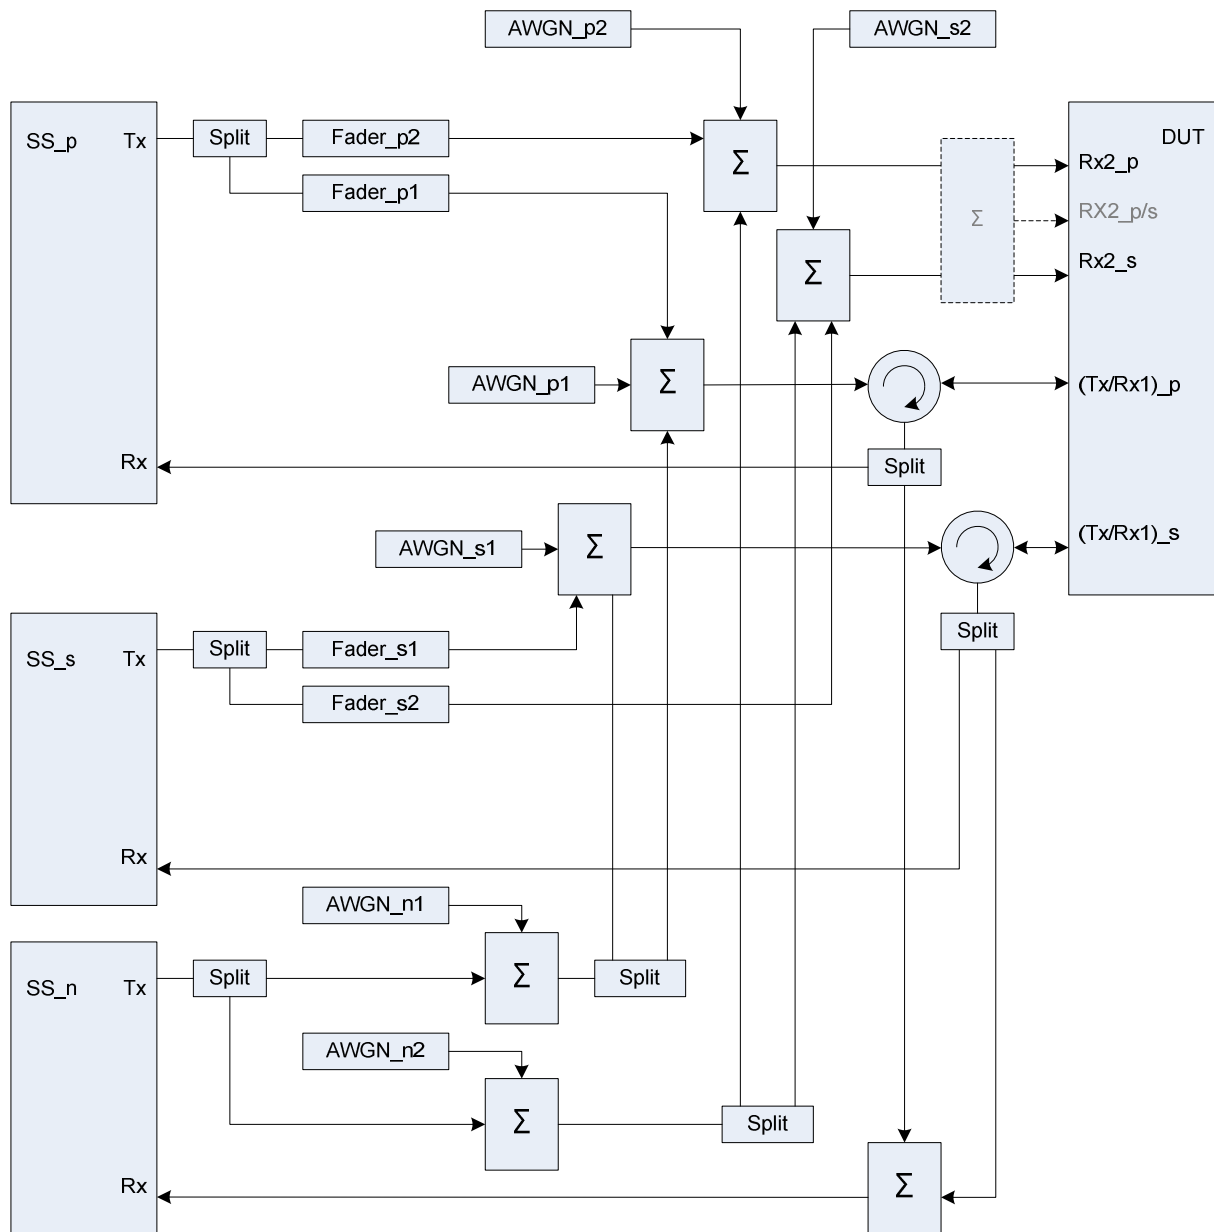 AWGN_p2
AWGN_s2
SS_p
Tx
Split
Fader_p2
Fader_p1
Σ
Σ
Σ
DUT
Rx2_p
RX2_p/s
Rx2_s
Σ
AWGN_p1
Σ
(Tx/Rx1)_p
Rx
Split
AWGN_s1
Σ
(Tx/Rx1)_s
SS_s
Tx
Split
Fader_s1
Fader_s2
Split
Rx
AWGN_n1
SS_n
Tx
Split
Σ
Split
AWGN_n2
Σ
Split
Rx
Σ